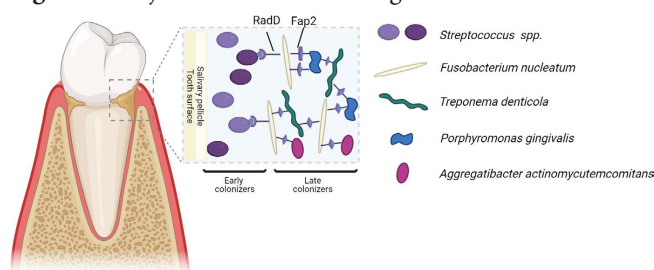 RadD
Fap2
Salivary pellicle
Tooth surface
Early
colonizers
Late
colonizers
Streptococcus spp.
Fusobacterium nucleatum
Treponema denticola
Porphyromonas gingivalis
Aggregatibacter actinomycutemcomitans